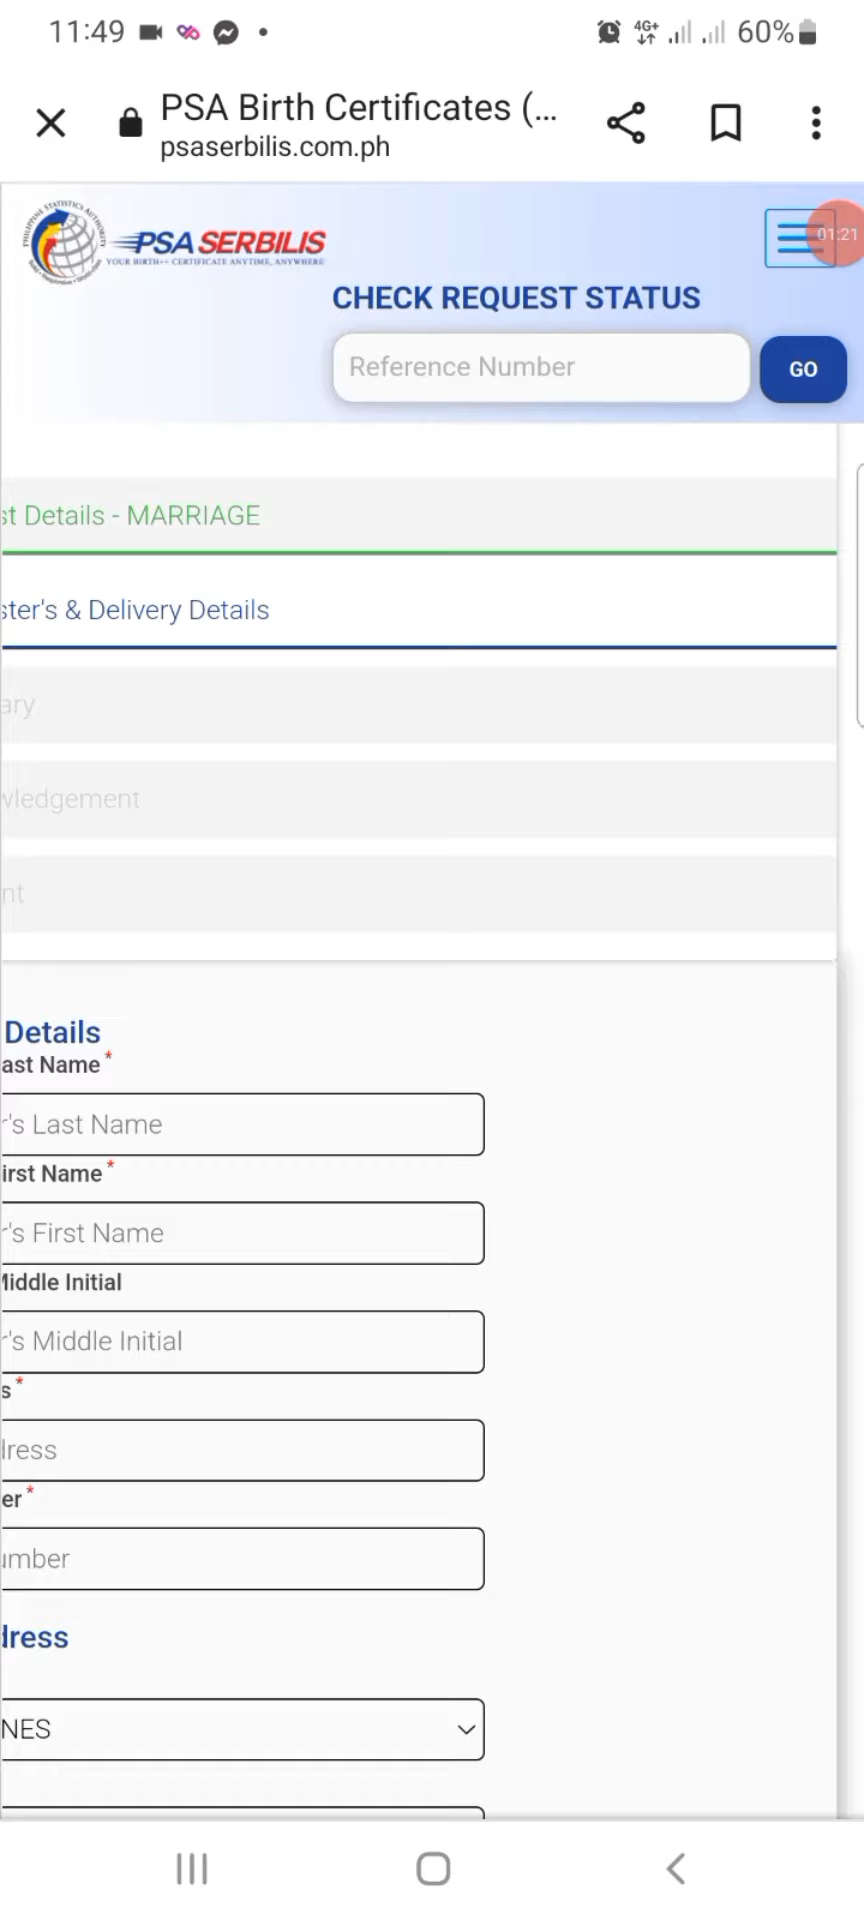 11:49 4G+ 60%
PSA Birth Certificates (...
psaserbilis.com.ph
PSA SERBILIS
YOUR BIRTH++ CERTIFICATE ANYTIME, ANYWHERE
01:21
CHECK REQUEST STATUS
Reference Number
GO
st Details - MARRIAGE
ster's & Delivery Details
ary
wledgement
nt
Details
ast Name *
r's Last Name
irst Name *
r's First Name
Middle Initial
r's Middle Initial
s *
dress
er *
umber
dress
NES